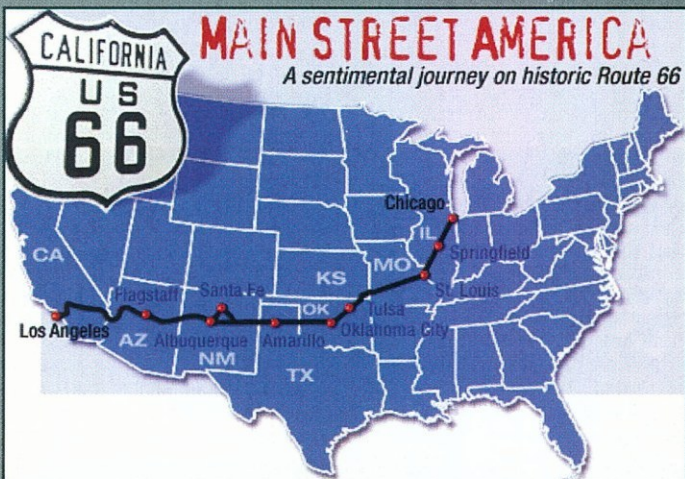 CALIFORNIA
US
66
MAIN STREET AMERICA
A sentimental journey on historic Route 66
Chicago
IL
Springfield
CA
MO
KS
St. Louis
Flagstaff
Santa Fe
OK
Tulsa
Los Angeles
Oklahoma City
AZ
Albuquerque
Amarillo
NM
TX